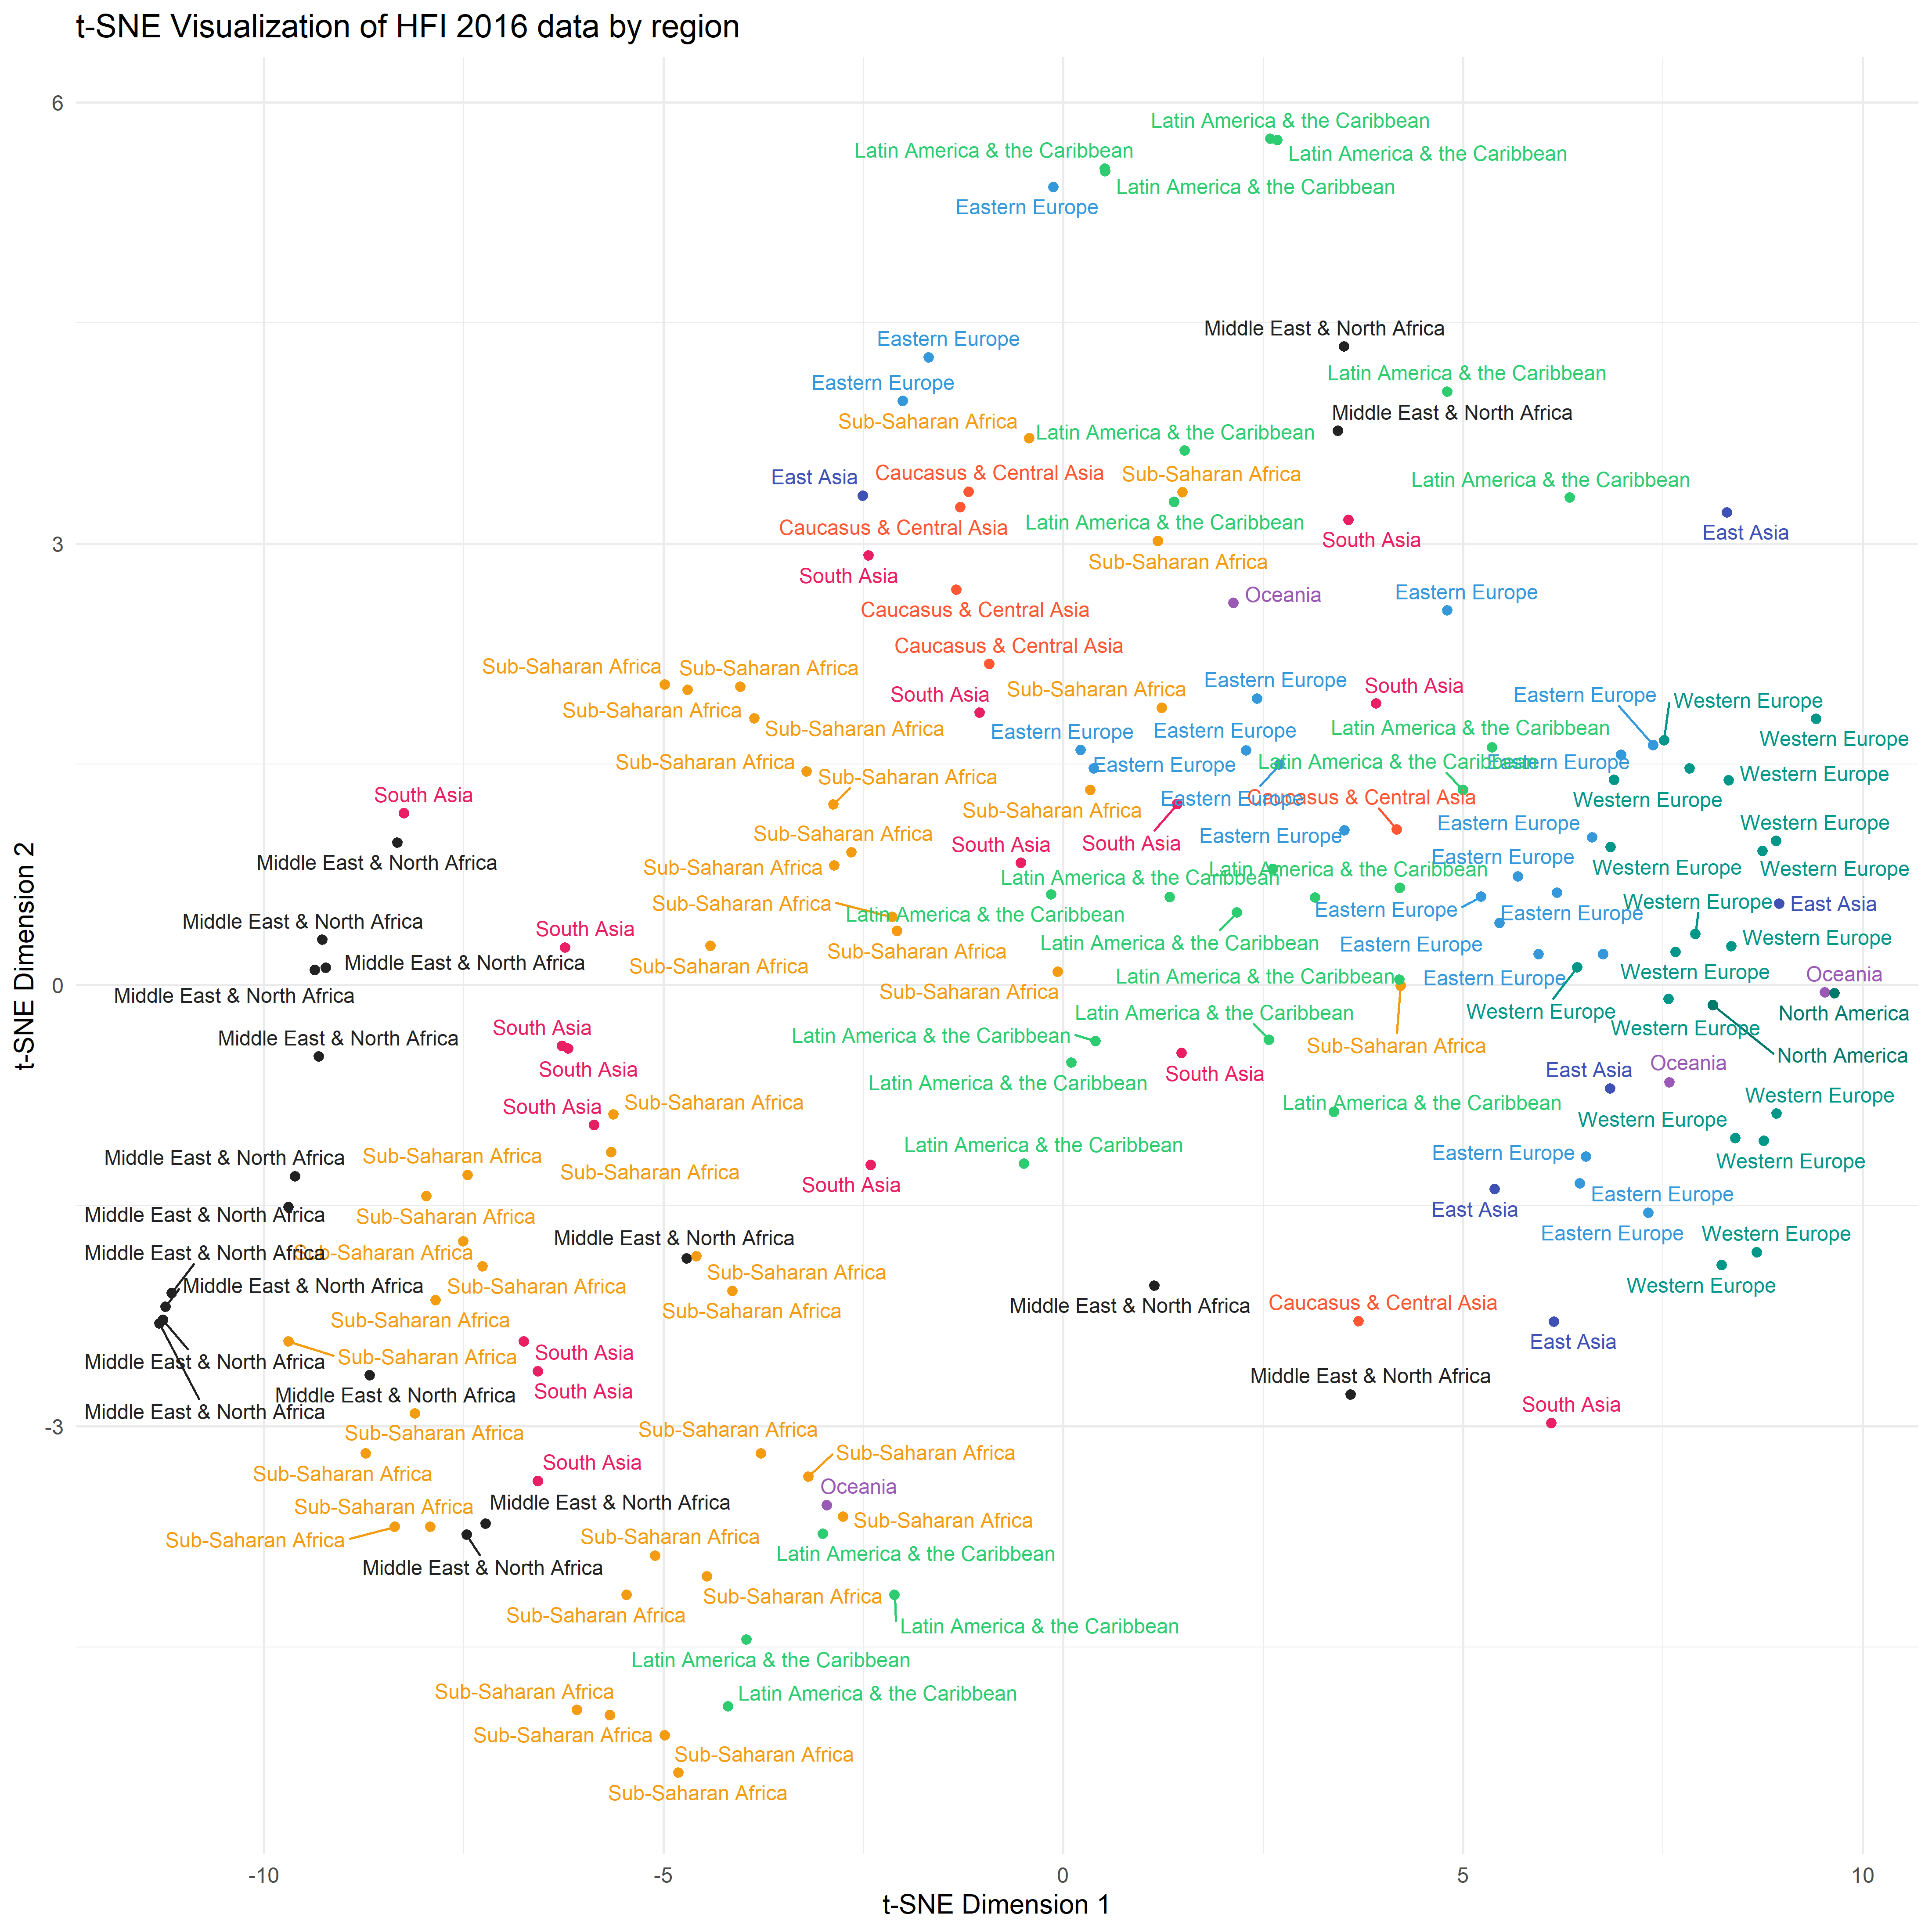 t-SNE Visualization of HFI 2016 data by region
6
Latin America & the Caribbean
Latin America & the Caribbean
Latin America & the Caribbean
Latin America & the Caribbean
Eastern Europe
Middle East & North Africa
Eastern Europe
Latin America & the Caribbean
Eastern Europe
Middle East & North Africa
Sub-Saharan Africa
Latin America & the Caribbean
Caucasus & Central Asia
Sub-Saharan Africa
East Asia
Latin America & the Caribbean
Latin America & the Caribbean
Caucasus & Central Asia
East Asia
South Asia
3
Sub-Saharan Africa
South Asia
Eastern Europe
Oceania
Caucasus & Central Asia
Caucasus & Central Asia
Sub-Saharan Africa
Sub-Saharan Africa
Eastern Europe
South Asia
Sub-Saharan Africa
South Asia
Eastern Europe
Western Europe
Sub-Saharan Africa
Sub-Saharan Africa
Latin America & the Caribbean
Eastern Europe
Eastern Europe
Western Europe
Sub-Saharan Africa
Eastern Europe
Latin America & the Caribbean
Eastern Europe
Sub-Saharan Africa
Western Europe
South Asia
Eastern Europe
Caucasus & Central Asia
Western Europe
Sub-Saharan Africa
Eastern Europe
Western Europe
Sub-Saharan Africa
Eastern Europe
South Asia
South Asia
Eastern Europe
Middle East & North Africa
Sub-Saharan Africa
Latin America & the Caribbean
Western Europe
Western Europe
Latin America & the Caribbean
Sub-Saharan Africa
Western Europe
East Asia
Eastern Europe
Eastern Europe
Latin America & the Caribbean
Middle East & North Africa
South Asia
Western Europe
Latin America & the Caribbean
Eastern Europe
Sub-Saharan Africa
Middle East & North Africa
Sub-Saharan Africa
Western Europe
Oceania
Latin America & the Caribbean
Eastern Europe
0
Sub-Saharan Africa
Middle East & North Africa
Western Europe
North America
Latin America & the Caribbean
South Asia
Western Europe
Middle East & North Africa
Latin America & the Caribbean
Sub-Saharan Africa
North America
South Asia
East Asia
Oceania
South Asia
Latin America & the Caribbean
Western Europe
Sub-Saharan Africa
South Asia
Latin America & the Caribbean
Western Europe
Latin America & the Caribbean
Eastern Europe
Middle East & North Africa
Sub-Saharan Africa
Western Europe
Sub-Saharan Africa
South Asia
Eastern Europe
East Asia
Middle East & North Africa
Sub-Saharan Africa
Eastern Europe
Western Europe
Middle East & North Africa
Middle East & North Africa
Sub-Saharan Africa
Sub-Saharan Africa
Middle East & North Africa
Sub-Saharan Africa
Western Europe
Middle East & North Africa
Caucasus & Central Asia
Sub-Saharan Africa
Sub-Saharan Africa
East Asia
South Asia
Sub-Saharan Africa
Middle East & North Africa
Middle East & North Africa
South Asia
Middle East & North Africa
South Asia
Middle East & North Africa
-3
Sub-Saharan Africa
Sub-Saharan Africa
Sub-Saharan Africa
South Asia
Sub-Saharan Africa
Oceania
Middle East & North Africa
Sub-Saharan Africa
Sub-Saharan Africa
Sub-Saharan Africa
Sub-Saharan Africa
Latin America & the Caribbean
Middle East & North Africa
Sub-Saharan Africa
Sub-Saharan Africa
Latin America & the Caribbean
Latin America & the Caribbean
Sub-Saharan Africa
Latin America & the Caribbean
Sub-Saharan Africa
Sub-Saharan Africa
Sub-Saharan Africa
-10
-5
0
5
10
t-SNE Dimension 1
t-SNE Dimension 2